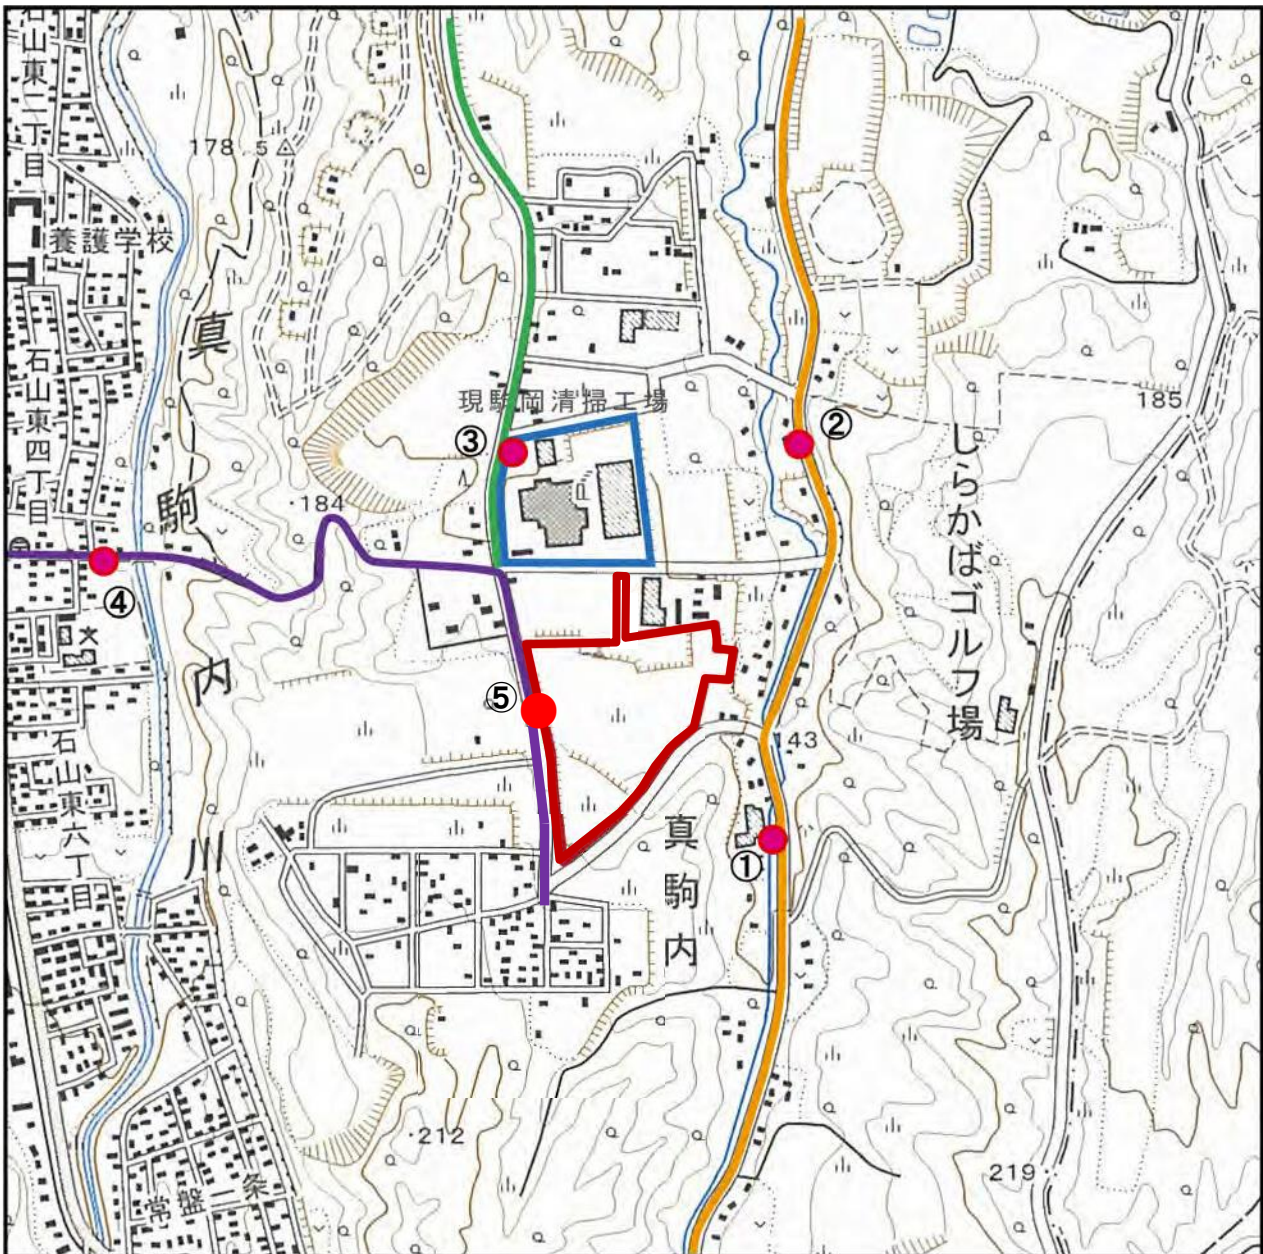 石山東二丁目
178.5
養護学校
真駒内川
石山東四丁目
現駒岡清掃工場
③
②
185
184
④
しらかばゴルフ場
⑤
143
石山東六丁目
真駒内
①
212
219
常盤一条